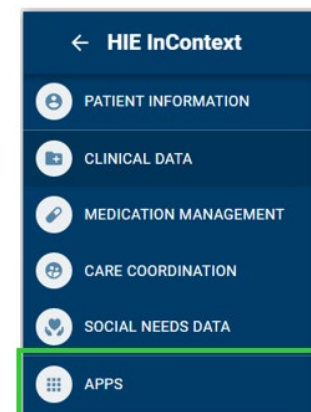 ← HIE InContext
PATIENT INFORMATION
CLINICAL DATA
MEDICATION MANAGEMENT
CARE COORDINATION
SOCIAL NEEDS DATA
APPS